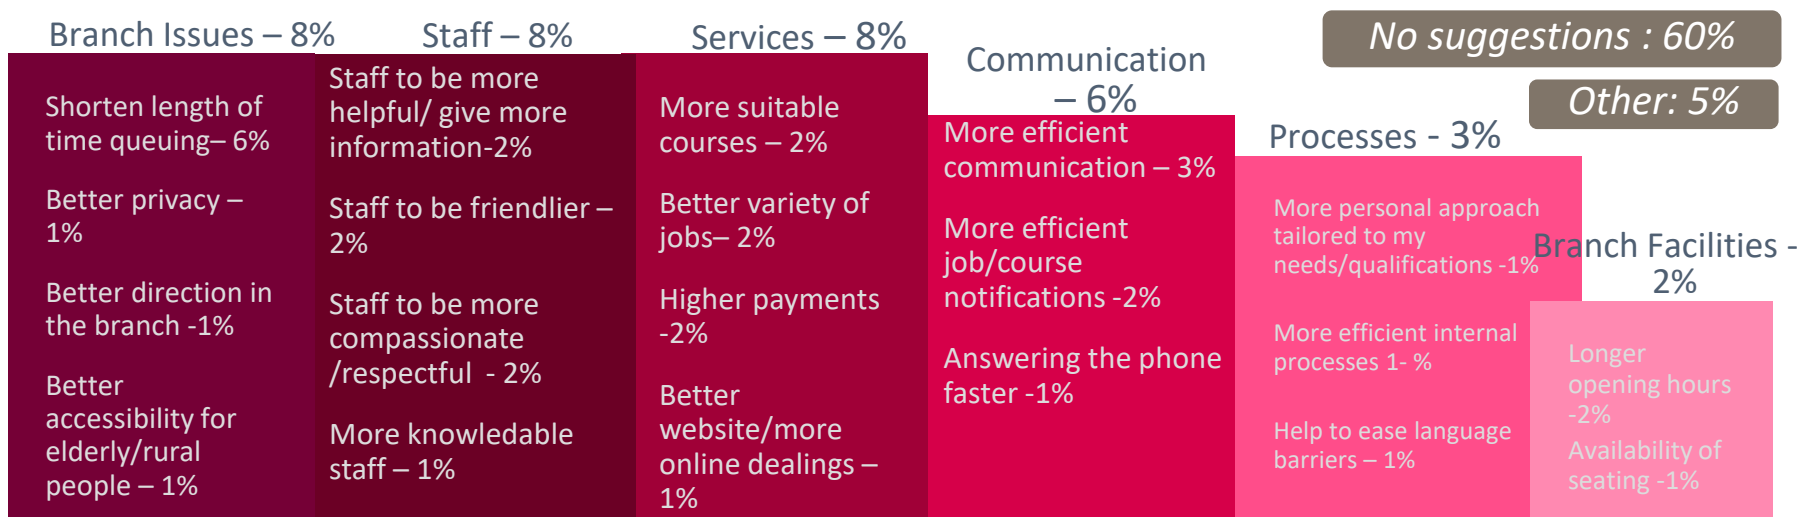 Branch Issues – 8%
Shorten length of
time queuing– 6%
Better privacy –
1%
Better direction in
the branch -1%
Better
accessibility for
elderly/rural
people – 1%
Staff – 8%
Staff to be more
helpful/ give more
information-2%
Staff to be friendlier –
2%
Staff to be more
compassionate
/respectful - 2%
More knowledable
staff – 1%
Services – 8%
More suitable
courses – 2%
Better variety of
jobs– 2%
Higher payments
-2%
Better
website/more
online dealings –
1%
Communication
– 6%
More efficient
communication – 3%
More efficient
job/course
notifications -2%
Answering the phone
faster -1%
Processes - 3%
More personal approach
tailored to my
needs/qualifications -1%
More efficient internal
processes 1- %
Help to ease language
barriers – 1%
Branch Facilities -
2%
Longer
opening hours
-2%
Availability of
seating -1%
No suggestions : 60%
Other: 5%